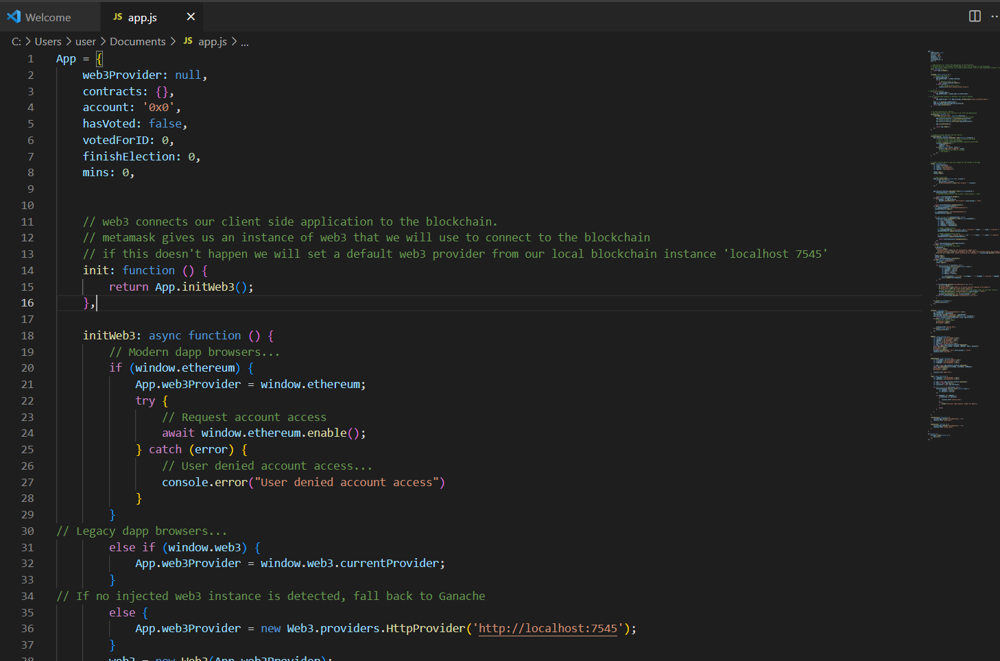 Welcome
JS app.js
C: > Users > user > Documents > JS app.js > ...
1 App = {
2 web3Provider: null,
3 contracts: {},
4 account: '0x0',
5 hasVoted: false,
6 votedForID: 0,
7 finishElection: 0,
8 mins: 0,
9
10
11 // web3 connects our client side application to the blockchain.
12 // metamask gives us an instance of web3 that we will use to connect to the blockchain
13 // if this doesn't happen we will set a default web3 provider from our local blockchain instance 'localhost 7545'
14 init: function () {
15 return App.initWeb3();
16 },
17
18 initWeb3: async function () {
19 // Modern dapp browsers...
20 if (window.ethereum) {
21 App.web3Provider = window.ethereum;
22 try {
23 // Request account access
24 await window.ethereum.enable();
25 } catch (error) {
26 // User denied account access...
27 console.error("User denied account access")
28 }
29 }
30 // Legacy dapp browsers...
31 else if (window.web3) {
32 App.web3Provider = window.web3.currentProvider;
33 }
34 // If no injected web3 instance is detected, fall back to Ganache
35 else {
36 App.web3Provider = new Web3.providers.HttpProvider('http://localhost:7545');
37 }
38 web3 = new Web3(App.web3Provider);